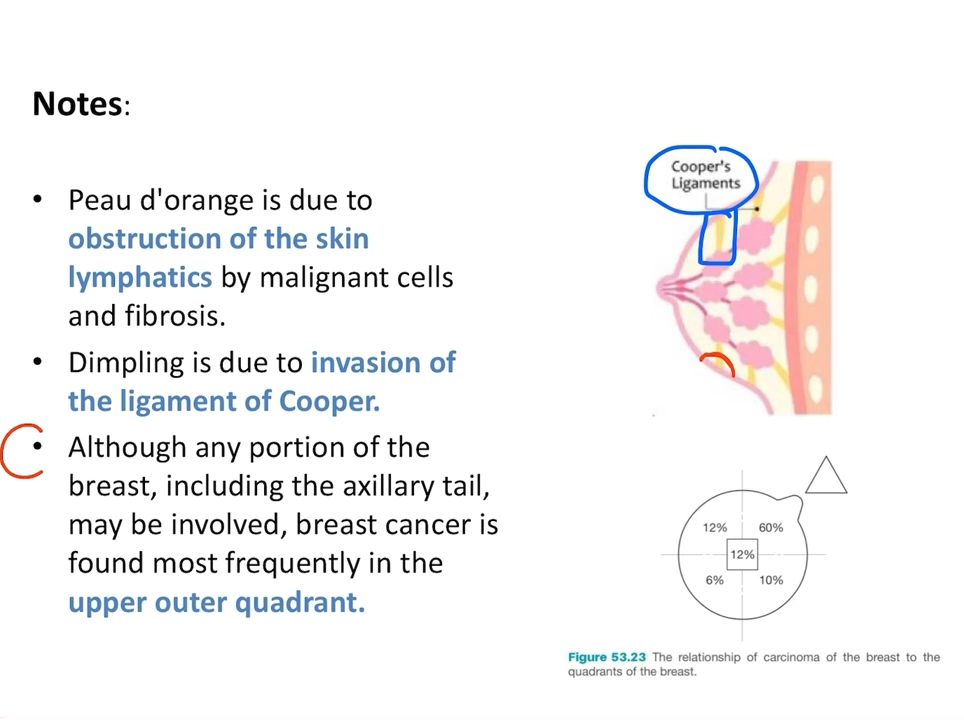 Notes:
• Peau d'orange is due to
obstruction of the skin
lymphatics by malignant cells
and fibrosis.
• Dimpling is due to invasion of
the ligament of Cooper.
• Although any portion of the
breast, including the axillary tail,
may be involved, breast cancer is
found most frequently in the
upper outer quadrant.
Cooper's
Ligaments
12% 60%
12%
6% 10%
Figure 53.23 The relationship of carcinoma of the breast to the
quadrants of the breast.